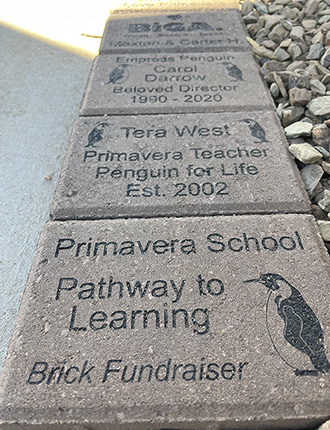 BiGA.
Maxton & Carter H.
Empress Penguin
Carol
Darrow
Beloved Director
1990 - 2020
Tera West
Primavera Teacher
Penguin for Life
Est. 2002
Primavera School
Pathway to
Learning
Brick Fundraiser